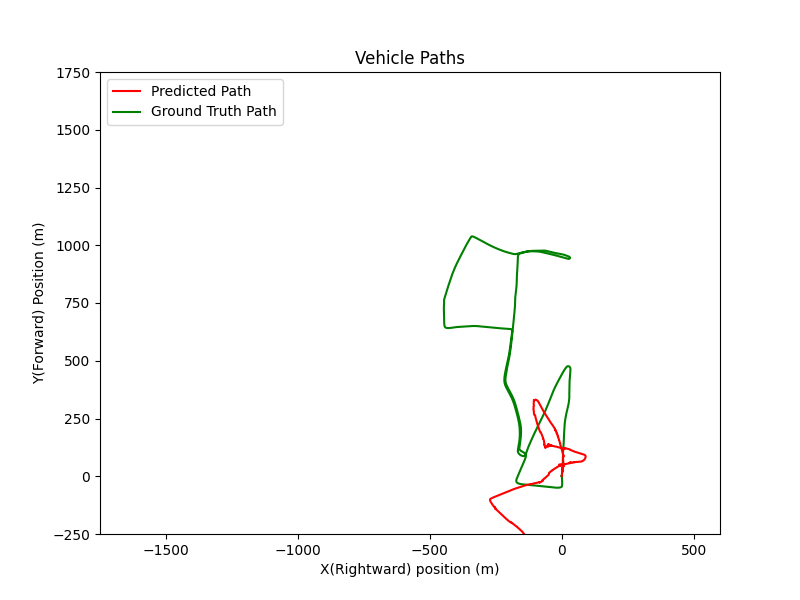 Vehicle Paths
Predicted Path
Ground Truth Path
1750
1500
1250
1000
750
500
250
0
−250
Y(Forward) Position (m)
−1500
−1000
−500
0
500
X(Rightward) position (m)